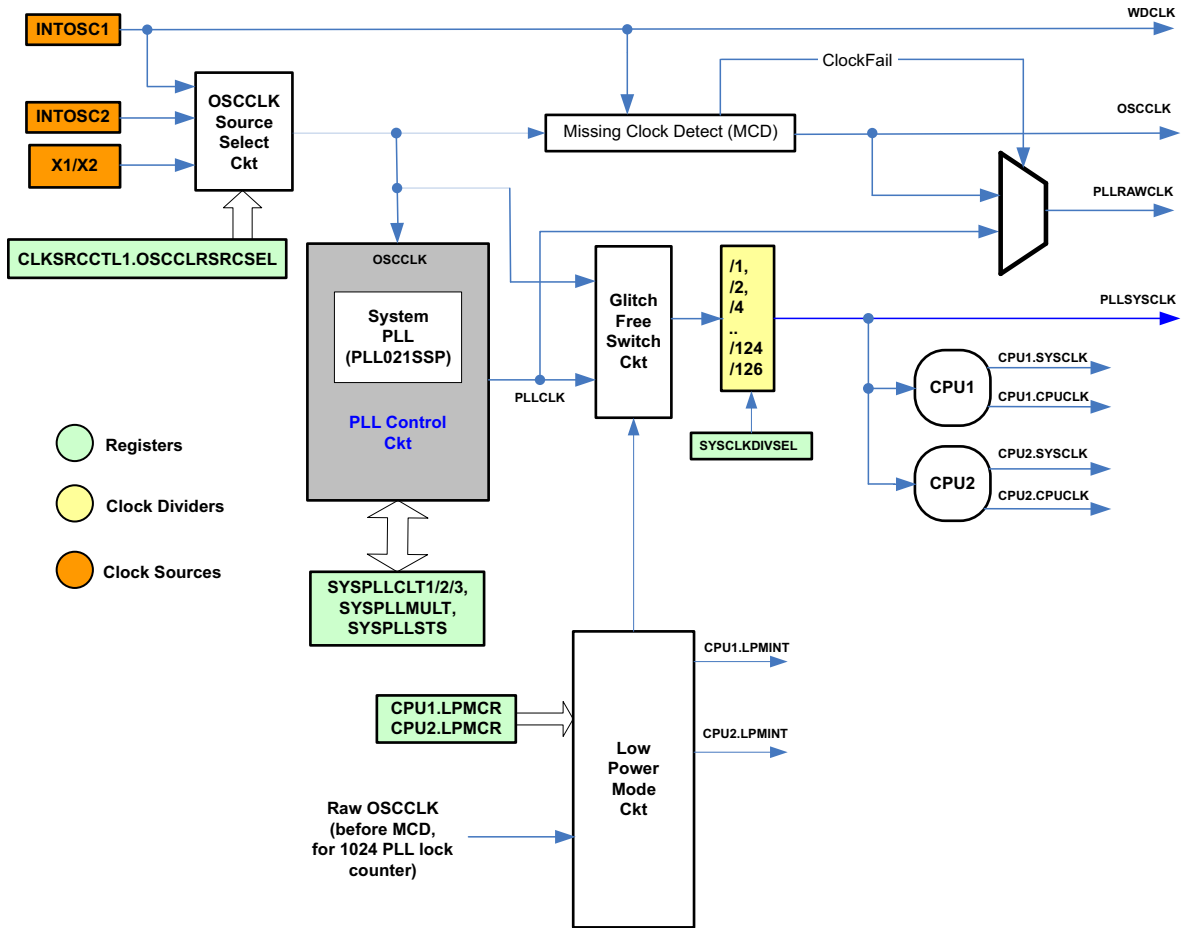 INTOSC1
WDCLK
ClockFail
INTOSC2
OSCCLK
Source
Select
Ckt
Missing Clock Detect (MCD)
OSCCLK
X1/X2
PLLRAWCLK
CLKSRCCTL1.OSCCLRSRCSEL
OSCCLK
System
PLL
(PLL021SSP)
PLL Control
Ckt
PLLCLK
Glitch
Free
Switch
Ckt
/1,
/2,
/4
..
/124
/126
SYSCLKDIVSEL
PLLSYSCLK
CPU1
CPU1.SYSCLK
CPU1.CPUCLK
CPU2
CPU2.SYSCLK
CPU2.CPUCLK
Registers
Clock Dividers
Clock Sources
SYSPLLCLT1/2/3,
SYSPLLMULT,
SYSPLLSTS
CPU1.LPMCR
CPU2.LPMCR
Low
Power
Mode
Ckt
CPU1.LPMINT
CPU2.LPMINT
Raw OSCCLK
(before MCD,
for 1024 PLL lock
counter)